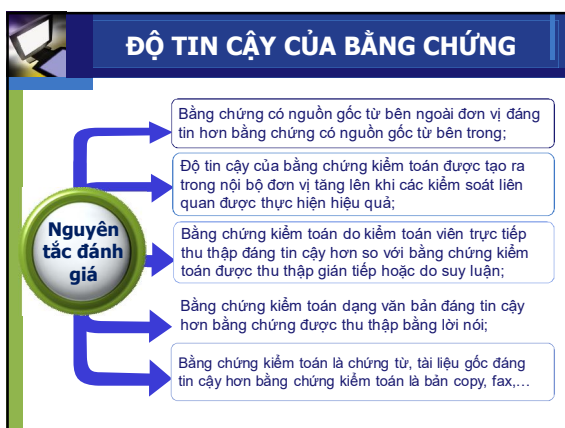 ĐỘ TIN CẬY CỦA BẰNG CHỨNG
Nguyên
tắc đánh
giá
Bằng chứng có nguồn gốc từ bên ngoài đơn vị đáng
tin hơn bằng chứng có nguồn gốc từ bên trong;
Độ tin cậy của bằng chứng kiểm toán được tạo ra
trong nội bộ đơn vị tăng lên khi các kiểm soát liên
quan được thực hiện hiệu quả;
Bằng chứng kiểm toán do kiểm toán viên trực tiếp
thu thập đáng tin cậy hơn so với bằng chứng kiểm
toán được thu thập gián tiếp hoặc do suy luận;
Bằng chứng kiểm toán dạng văn bản đáng tin cậy
hơn bằng chứng được thu thập bằng lời nói;
Bằng chứng kiểm toán là chứng từ, tài liệu gốc đáng
tin cậy hơn bằng chứng kiểm toán là bản copy, fax,…